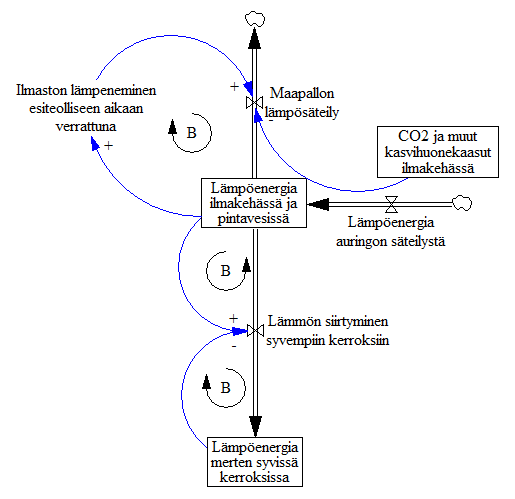 Ilmaston lämpeneminen
esiteolliseen aikaan
verrattuna
+
+
-
B
Maapallon
lämpösäteily
CO2 ja muut
kasvihuonekaasut
ilmakehässä
Lämpöenergia
ilmakehässä ja
pintavesissä
Lämpöenergia
auringon säteilystä
B
+
-
Lämmön siirtyminen
syvempiin kerroksiin
B
Lämpöenergia
merten syvissä
kerroksissa